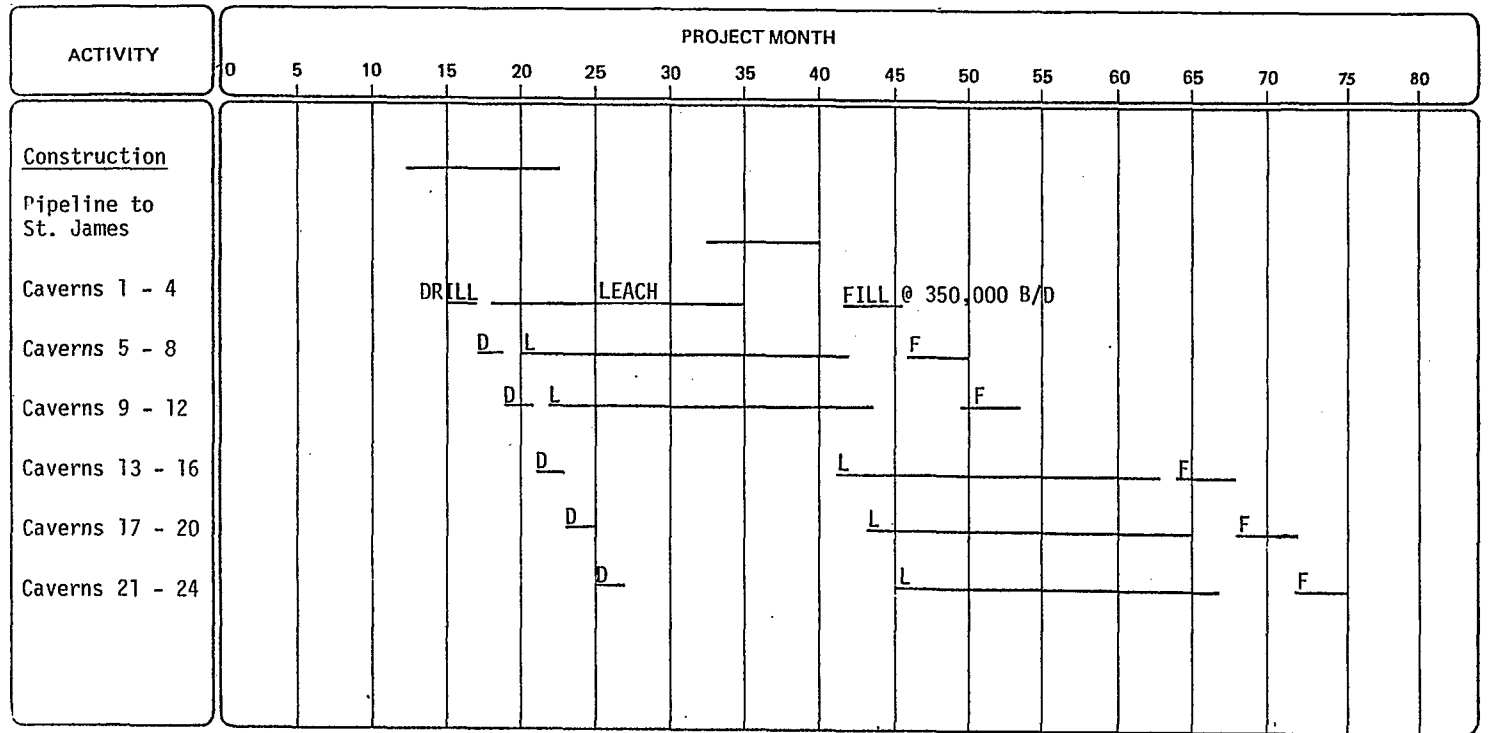 ACTIVITY
PROJECT MONTH
0 5 10 15 20 25 30 35 40 45 50 55 60 65 70 75 80
Construction
Pipeline to
St. James
Caverns 1 - 4 DRILL LEACH FILL @ 350,000 B/D
Caverns 5 - 8 D L F
Caverns 9 - 12 D L F
Caverns 13 - 16 D L F
Caverns 17 - 20 D L F
Caverns 21 - 24 D L F